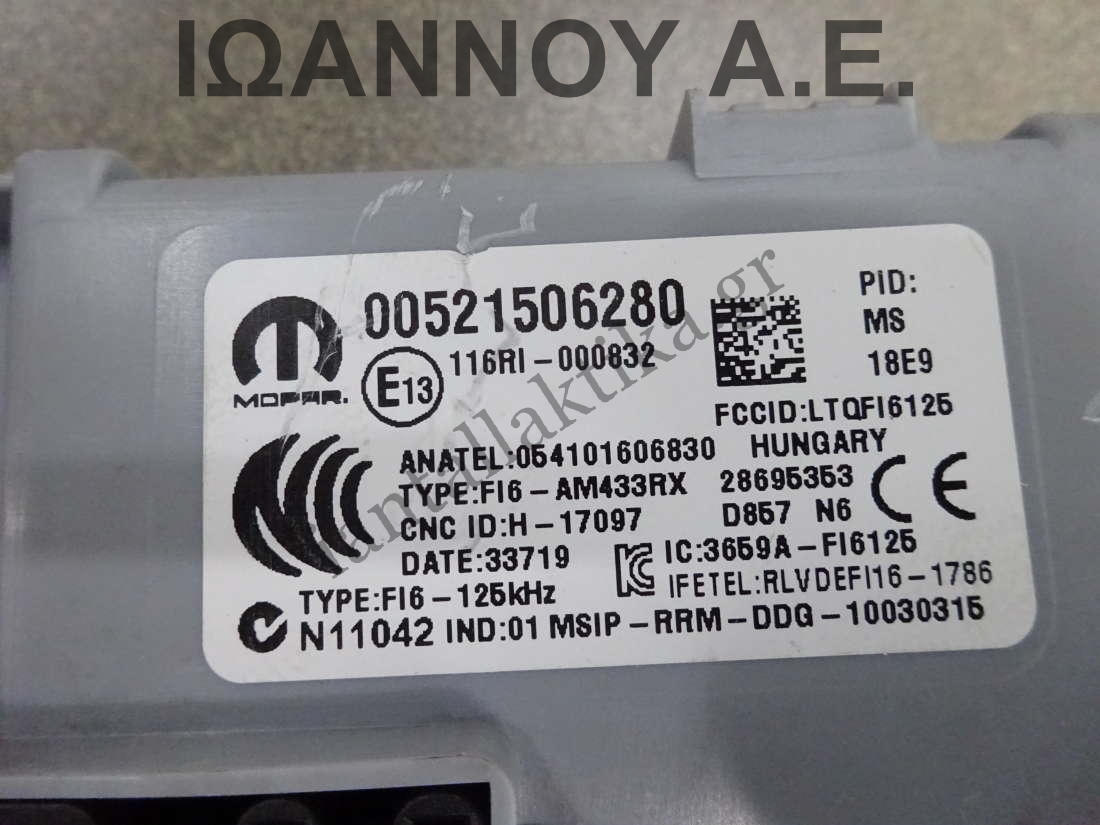 ΙΩΑΝΝΟΥ Α.Ε.
00521506280
PID:
MS
18E9
MOPAR.
E13
116RI-000832
FCCID:LTQFI6125
ANATEL:054101606830
HUNGARY
TYPE:FI6-AM433RX
28695353
CE
CNC ID:H-17097
D857 N6
DATE:33719
IC:3659A-FI6125
TYPE:FI6-125kHz
IFETEL:RLVDEFI16-1786
N11042 IND:01 MSIP-RRM-DDG-10030315
iantallaktika.gr